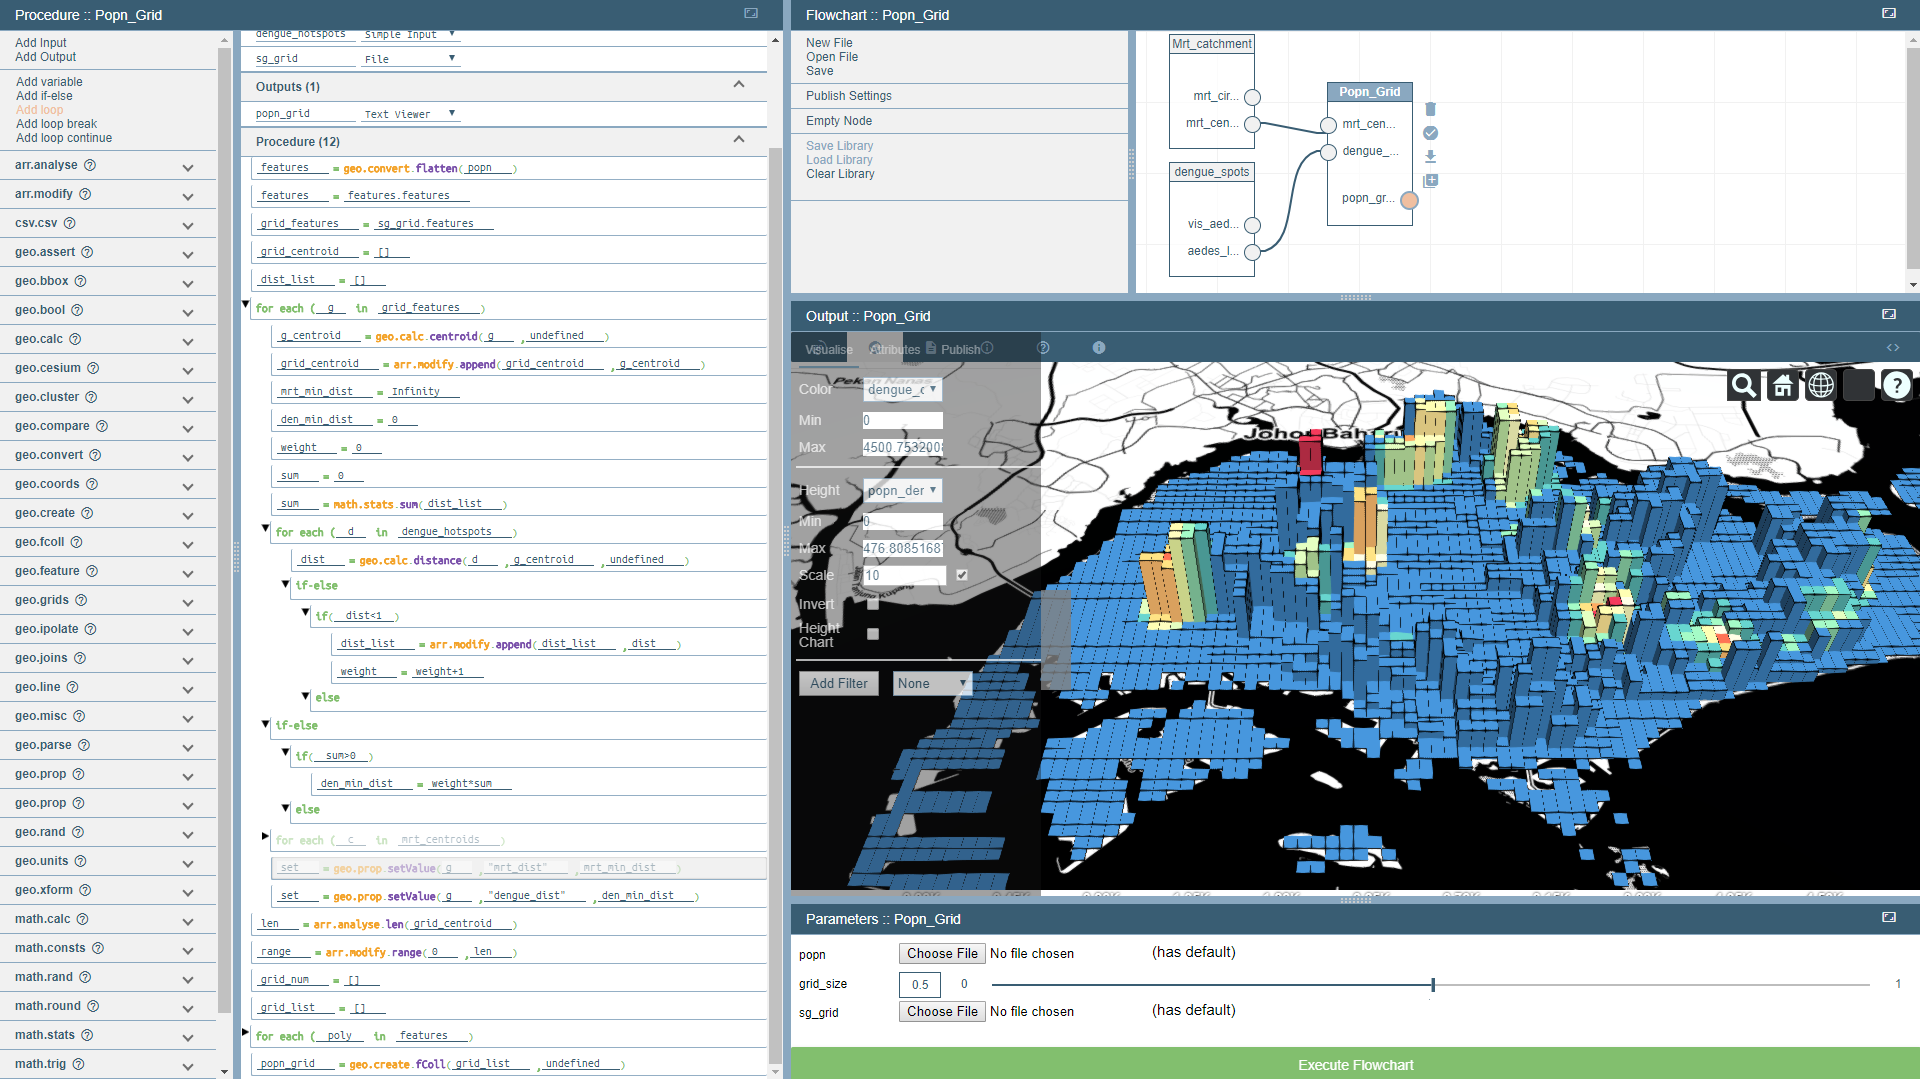 Procedure :: Popn_Grid
Add Input
Add Output
Add variable
Add if-else
Add loop
Add loop break
Add loop continue
arr.analyse
arr.modify
csv.csv
geo.assert
geo.bbox
geo.bool
geo.calc
geo.cesium
geo.cluster
geo.compare
geo.convert
geo.coords
geo.create
geo.fcoll
geo.feature
geo.grids
geo.ipolate
geo.joins
geo.line
geo.misc
geo.parse
geo.prop
geo.prop
geo.rand
geo.units
geo.xform
math.calc
math.consts
math.rand
math.round
math.stats
math.trig
dengue_hotspots Simple Input
sg_grid File
Outputs (1)
popn_grid Text Viewer
Procedure (12)
features = geo.convert.flatten( popn )
features = features.features
grid_features = sg_grid.features
grid_centroid = []
dist_list = []
for each ( g in grid_features )
g_centroid = geo.calc.centroid( g , undefined )
grid_centroid = arr.modify.append( grid_centroid , g_centroid )
mrt_min_dist = Infinity
den_min_dist = 0
weight = 0
sum = 0
sum = math.stats.sum( dist_list )
for each ( d in dengue_hotspots )
dist = geo.calc.distance( d , g_centroid , undefined )
if-else
if( dist<1 )
dist_list = arr.modify.append( dist_list , dist )
weight = weight+1
else
if-else
if( sum>0 )
den_min_dist = weight*sum
else
for each ( c in mrt_centroids )
set = geo.prop.setValue( g , "mrt_dist" , mrt_min_dist )
set = geo.prop.setValue( g , "dengue_dist" , den_min_dist )
len = arr.analyse.len( grid_centroid )
range = arr.modify.range( 0 , len )
grid_num = []
grid_list = []
for each ( poly in features )
popn_grid = geo.create.fColl( grid_list , undefined )
Flowchart :: Popn_Grid
New File
Open File
Save
Publish Settings
Empty Node
Save Library
Load Library
Clear Library
Mrt_catchment
mrt_cir...
mrt_cen...
dengue_spots
vis_aed...
aedes_l...
Popn_Grid
mrt_cen...
dengue_...
popn_gr...
Output :: Popn_Grid
Visualise Attributes Publish
Pekan Nanas
Johor Bahru
Color dengue_c
Min 0
Max 4500.7532008
Height popn_der
Min 0
Max 476.8085168
Scale 10
Invert
Height Chart
Add Filter None
Parameters :: Popn_Grid
popn Choose File No file chosen (has default)
grid_size 0.5 0 1
sg_grid Choose File No file chosen (has default)
Execute Flowchart